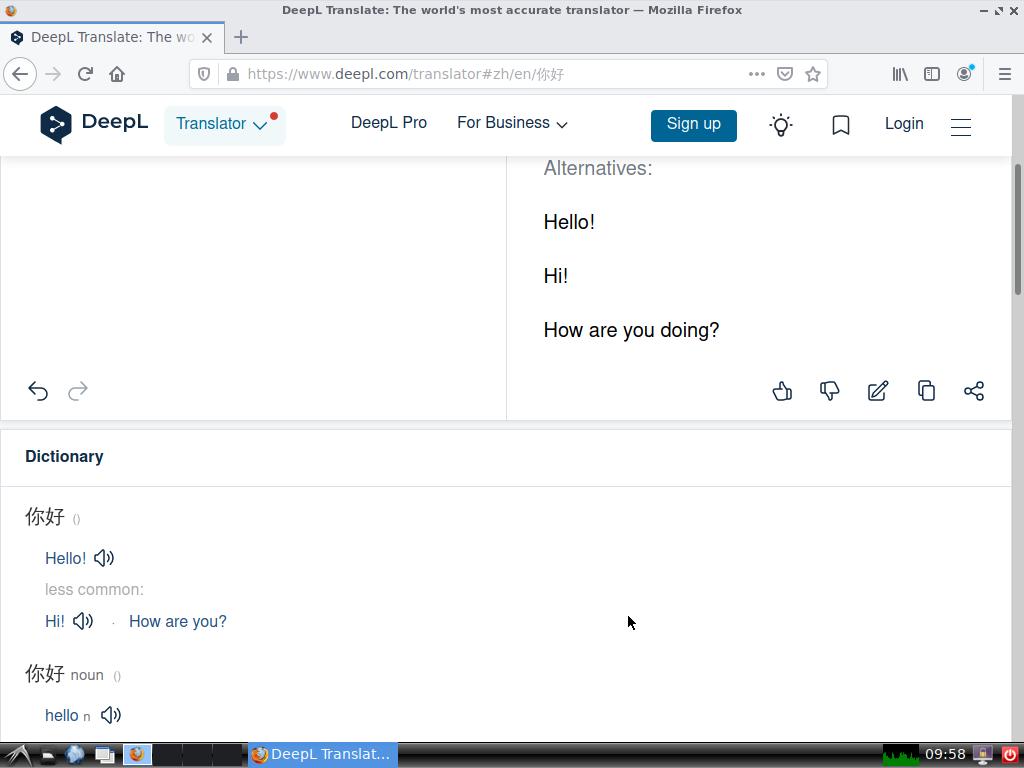 DeepL Translate: The world's most accurate translator — Mozilla Firefox
DeepL Translate: The wo
https://www.deepl.com/translator#zh/en/你好
DeepL
Translator
DeepL Pro
For Business
Sign up
Login
Alternatives:
Hello!
Hi!
How are you doing?
Dictionary
你好 ()
Hello!
less common:
Hi! · How are you?
你好 noun ()
hello n
DeepL Translat...
09:58